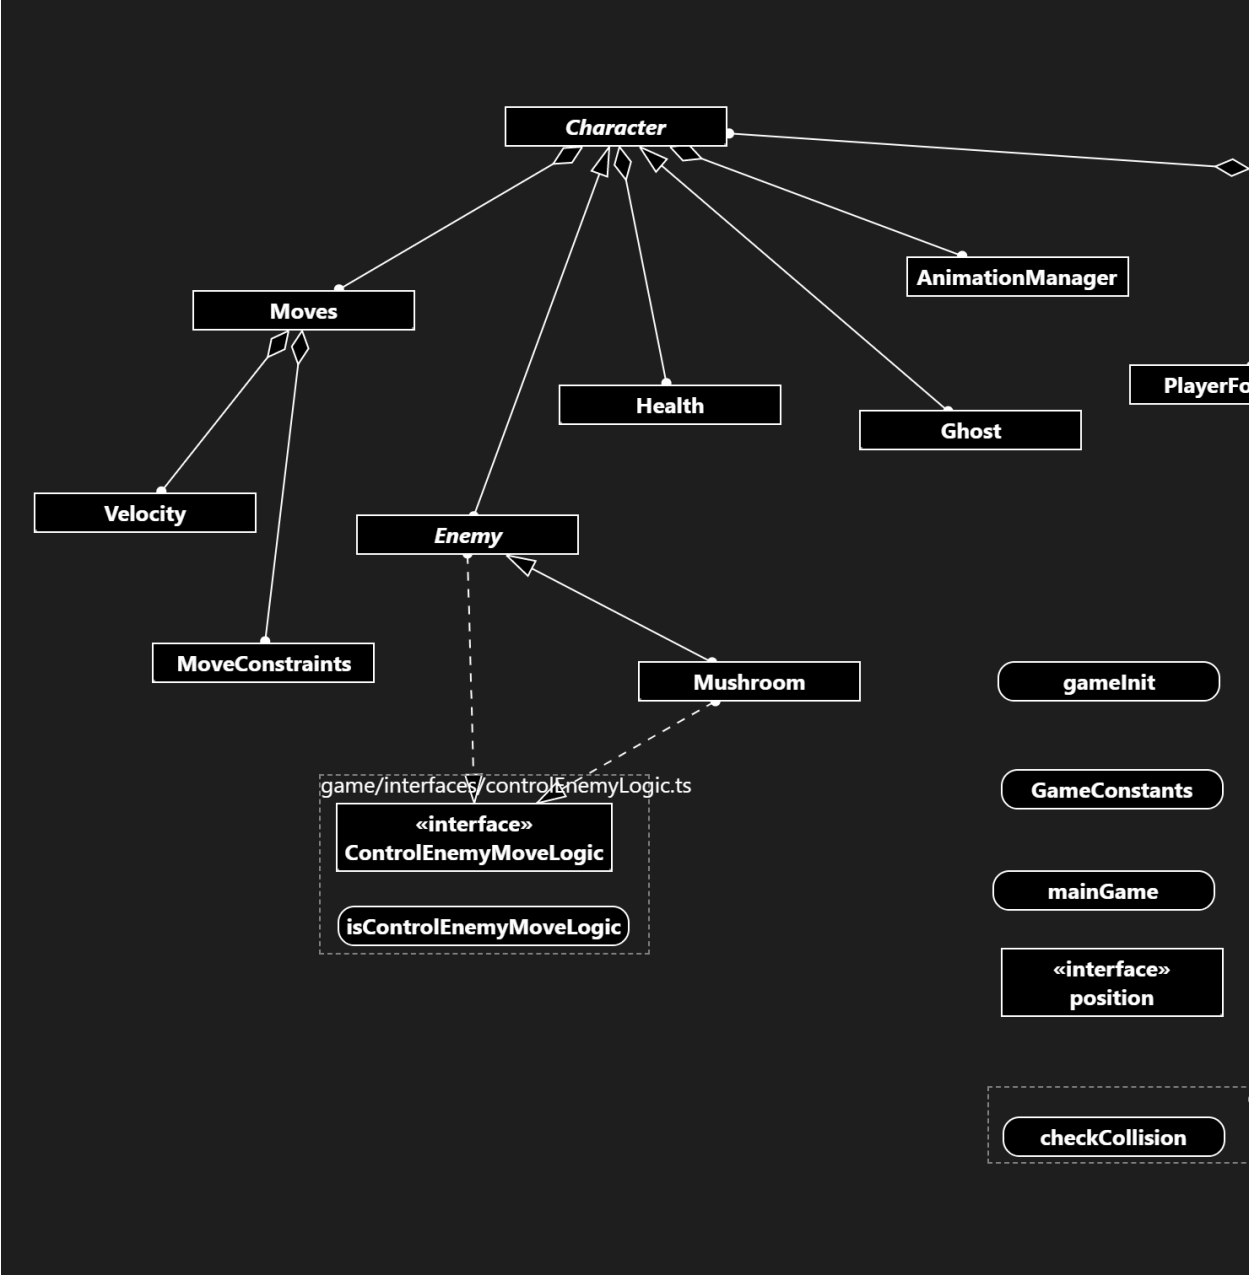 Character
AnimationManager
Moves
PlayerFo
Health
Ghost
Velocity
Enemy
MoveConstraints
Mushroom
gameInit
game/interfaces/controlEnemyLogic.ts
«interface»
ControlEnemyMoveLogic
isControlEnemyMoveLogic
GameConstants
mainGame
«interface»
position
checkCollision